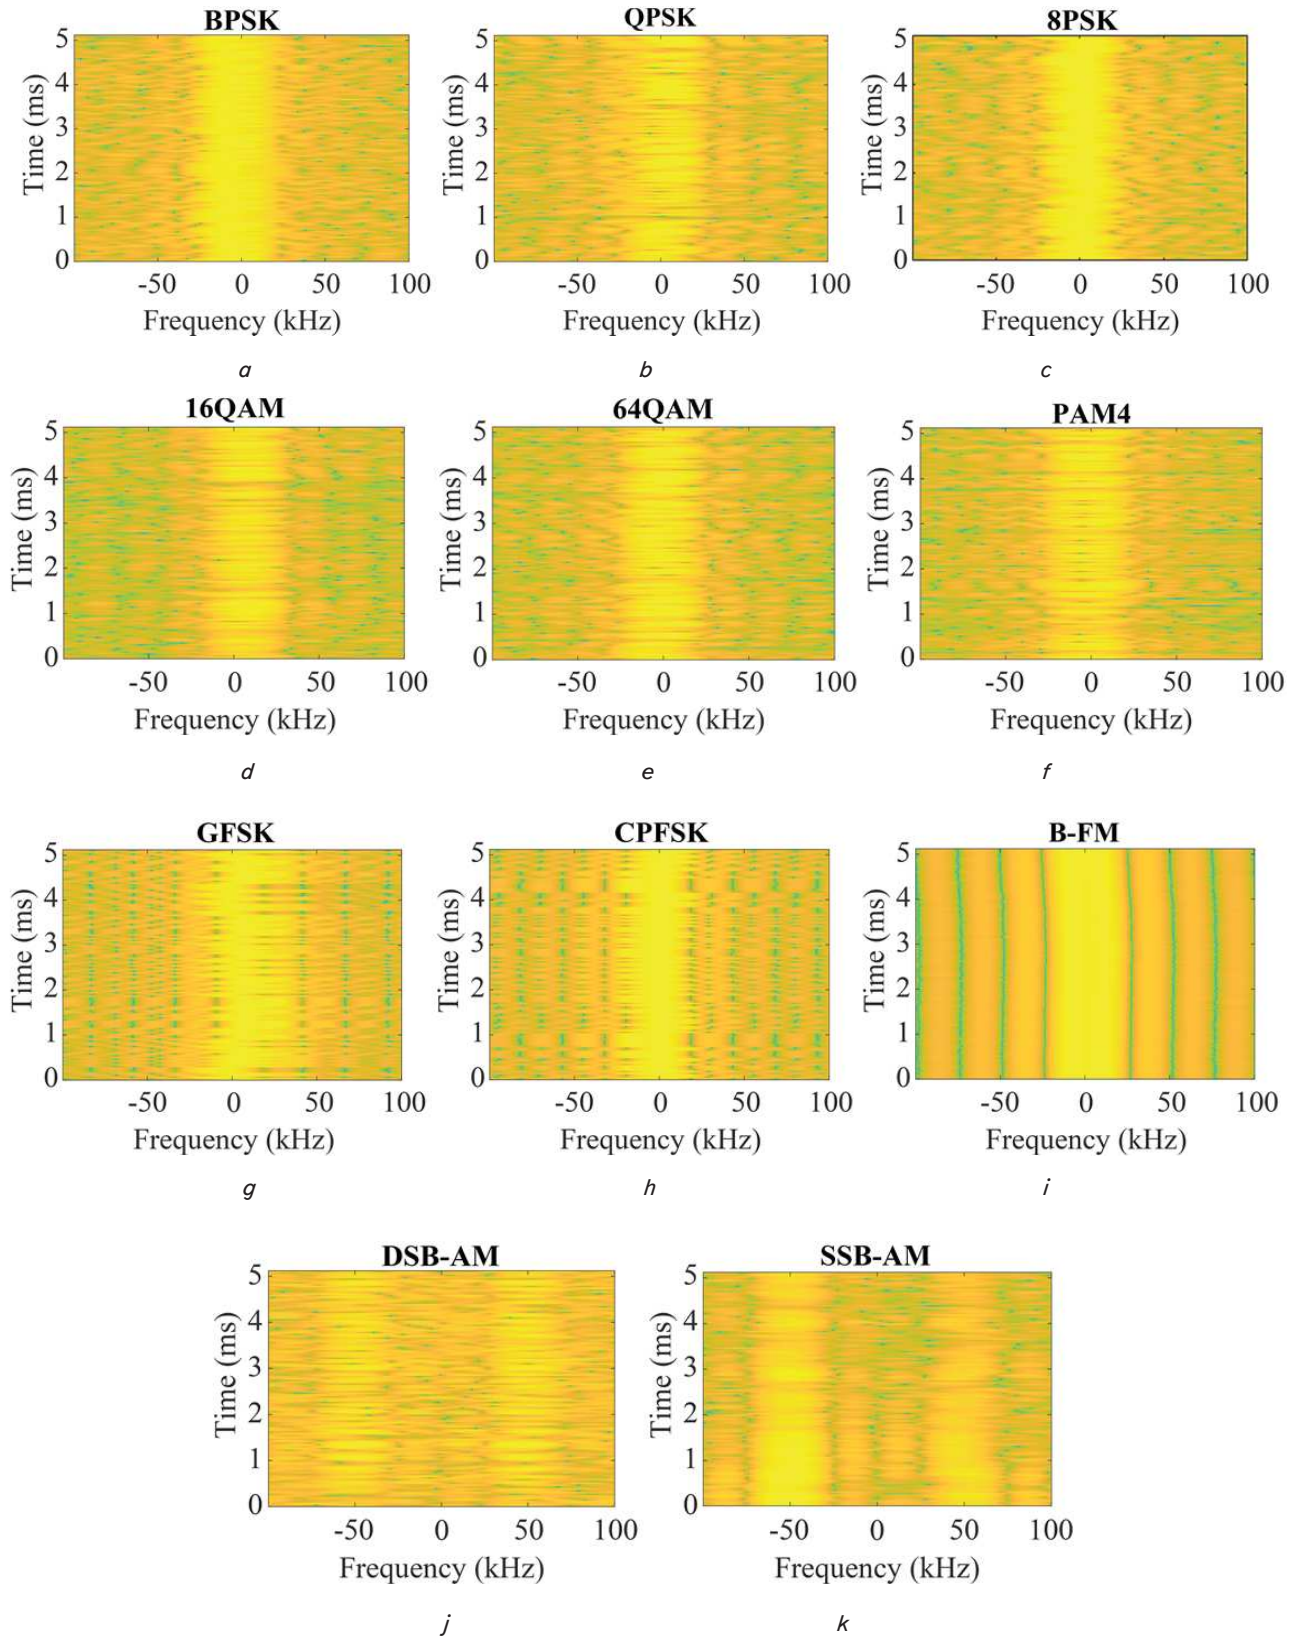 BPSK
5
4
3
2
1
0
Time (ms)
-50 0 50 100
Frequency (kHz)
a
QPSK
5
4
3
2
1
0
Time (ms)
-50 0 50 100
Frequency (kHz)
b
8PSK
5
4
3
2
1
0
Time (ms)
-50 0 50 100
Frequency (kHz)
c
16QAM
5
4
3
2
1
0
Time (ms)
-50 0 50 100
Frequency (kHz)
d
64QAM
5
4
3
2
1
0
Time (ms)
-50 0 50 100
Frequency (kHz)
e
PAM4
5
4
3
2
1
0
Time (ms)
-50 0 50 100
Frequency (kHz)
f
GFSK
5
4
3
2
1
0
Time (ms)
-50 0 50 100
Frequency (kHz)
g
CPFSK
5
4
3
2
1
0
Time (ms)
-50 0 50 100
Frequency (kHz)
h
B-FM
5
4
3
2
1
0
Time (ms)
-50 0 50 100
Frequency (kHz)
i
DSB-AM
5
4
3
2
1
0
Time (ms)
-50 0 50 100
Frequency (kHz)
j
SSB-AM
5
4
3
2
1
0
Time (ms)
-50 0 50 100
Frequency (kHz)
k